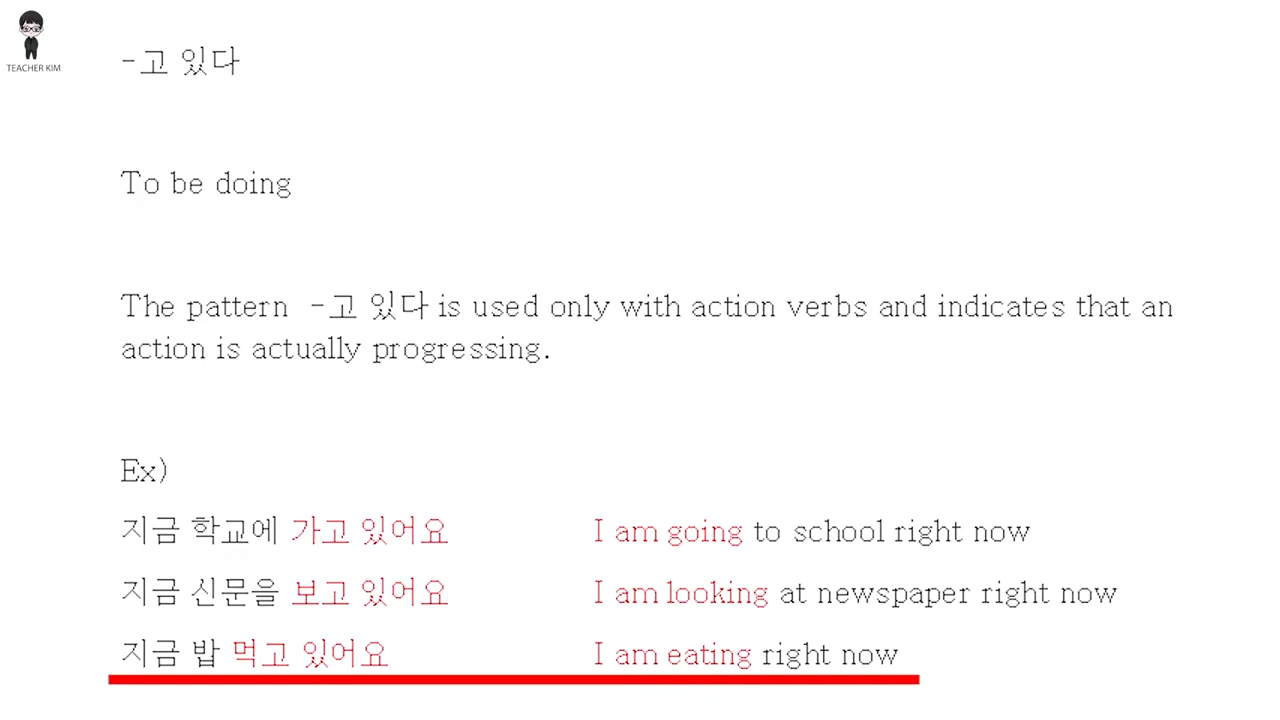 TEACHER KIM
-고 있다
To be doing
The pattern -고 있다 is used only with action verbs and indicates that an
action is actually progressing.
Ex)
지금 학교에 가고 있어요 I am going to school right now
지금 신문을 보고 있어요 I am looking at newspaper right now
지금 밥 먹고 있어요 I am eating right now